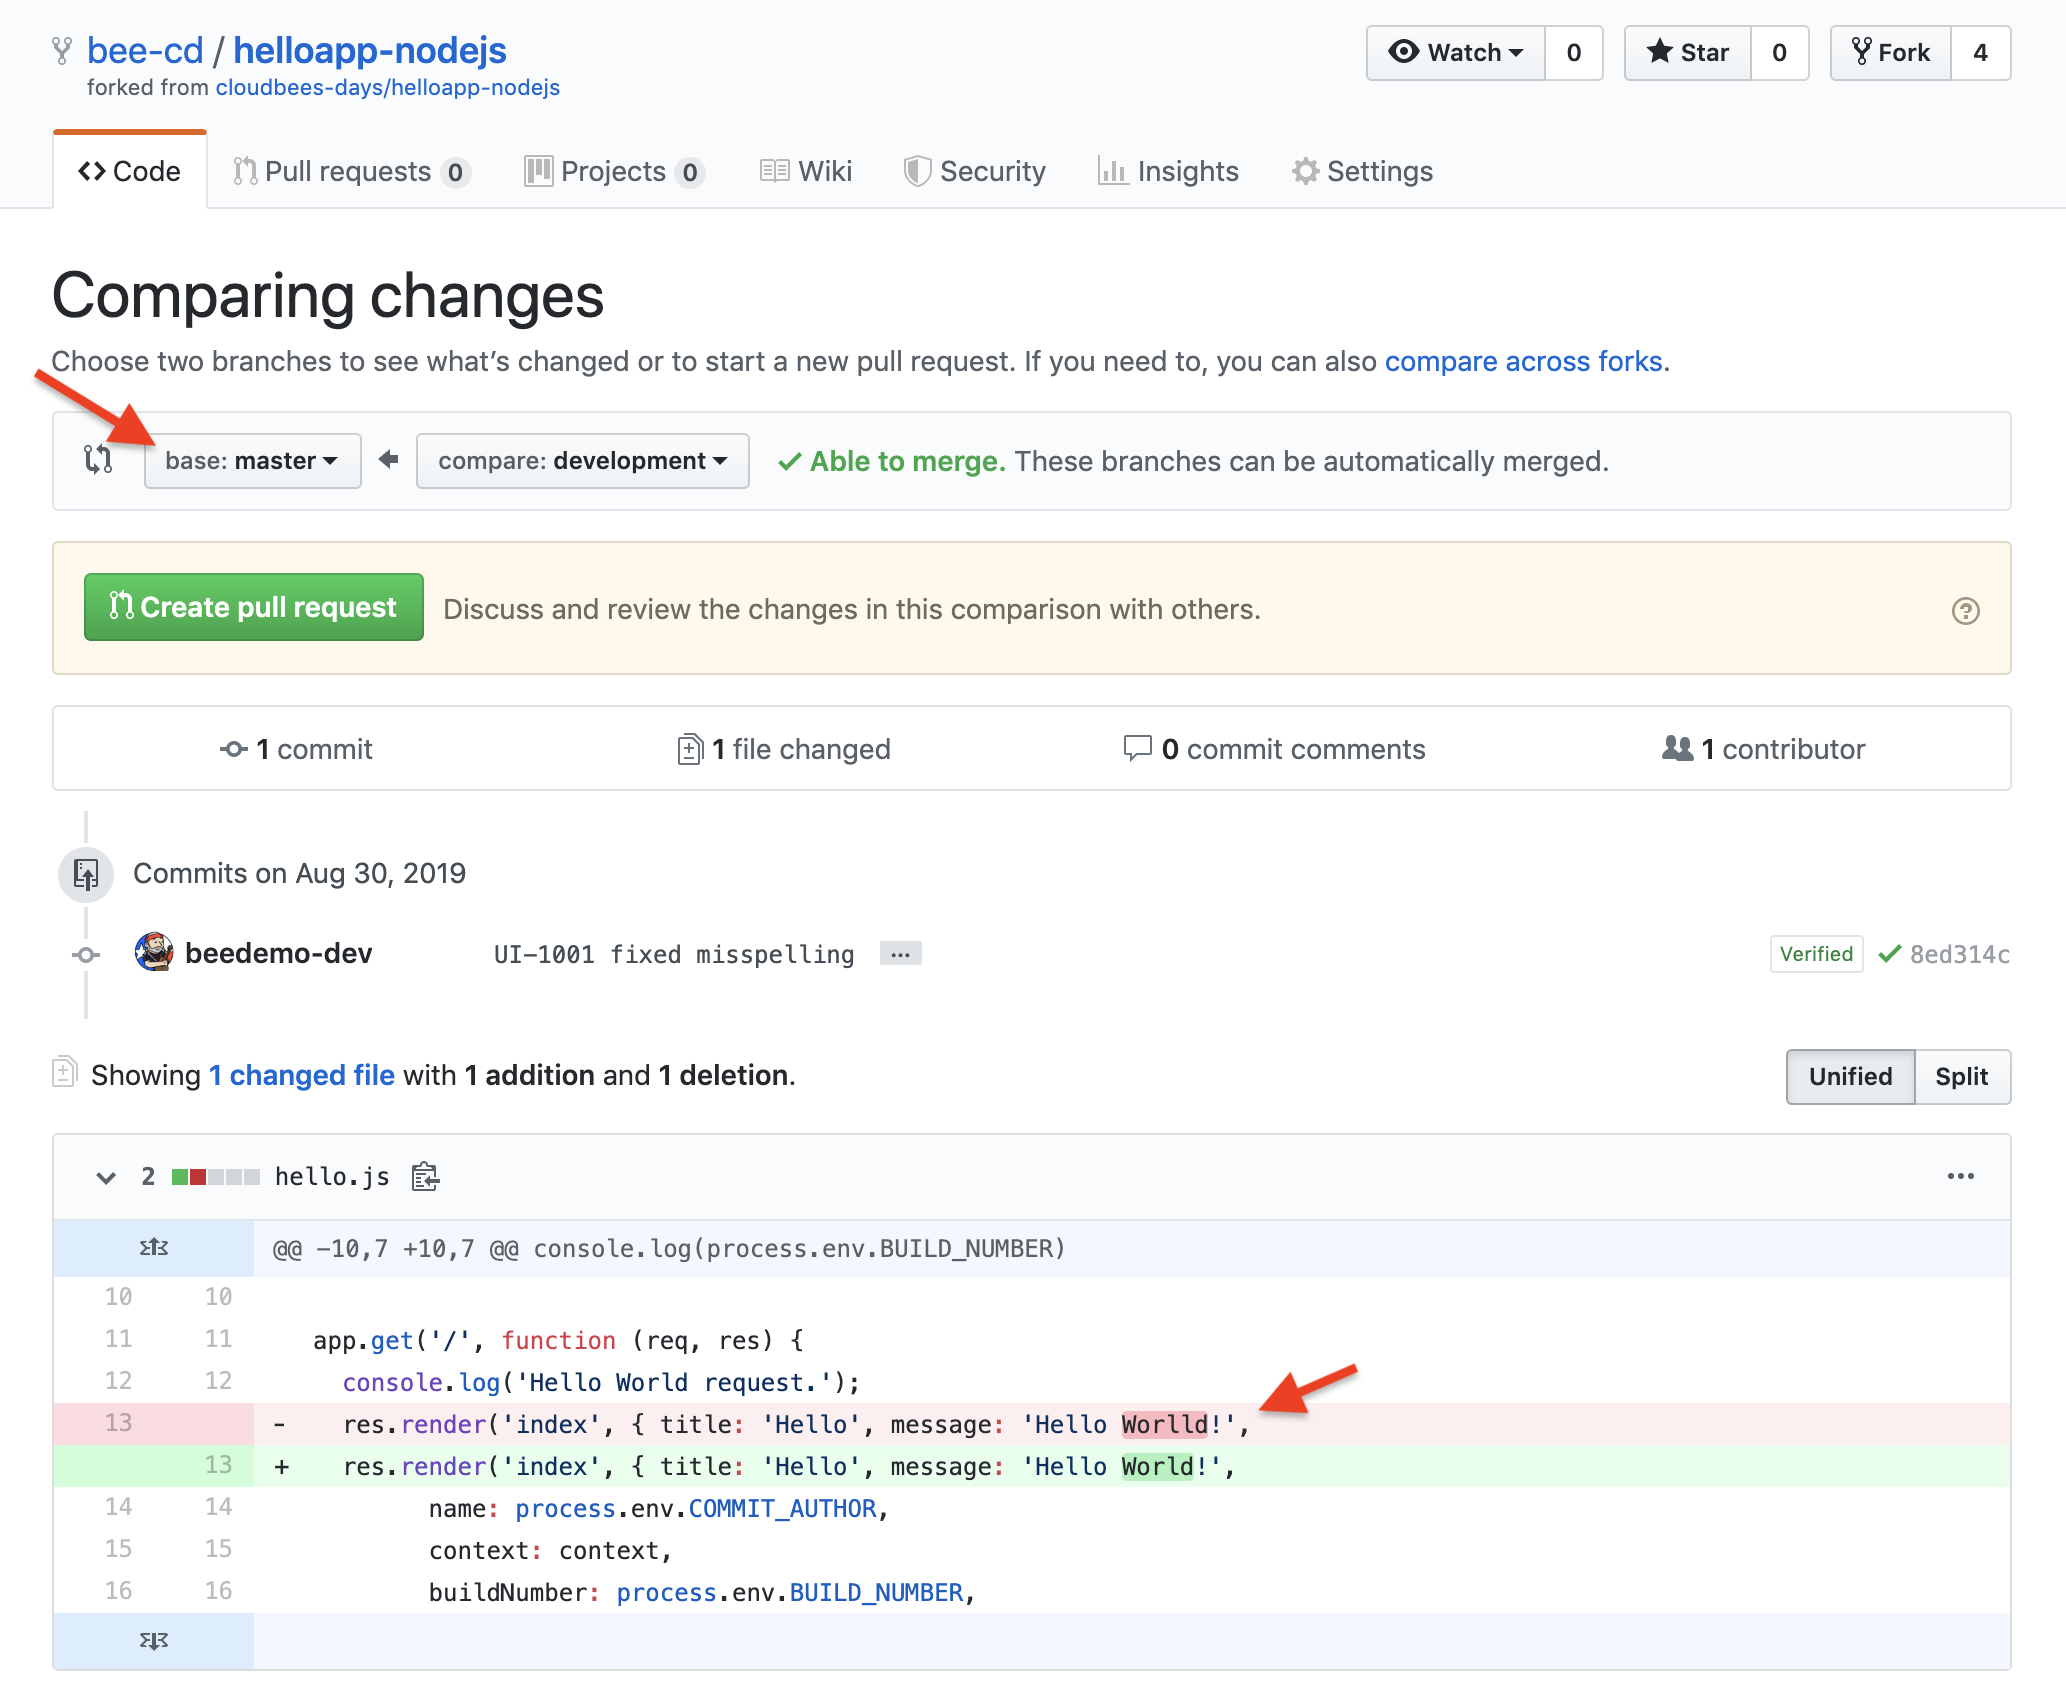 bee-cd / helloapp-nodejs
forked from cloudbees-days/helloapp-nodejs
Watch 0 Star 0 Fork 4
Code Pull requests 0 Projects 0 Wiki Security Insights Settings
Comparing changes
Choose two branches to see what’s changed or to start a new pull request. If you need to, you can also compare across forks.
base: master compare: development Able to merge. These branches can be automatically merged.
Create pull request Discuss and review the changes in this comparison with others.
1 commit 1 file changed 0 commit comments 1 contributor
Commits on Aug 30, 2019
beedemo-dev UI-1001 fixed misspelling … Verified 8ed314c
Showing 1 changed file with 1 addition and 1 deletion.
Unified Split
2 hello.js
@@ -10,7 +10,7 @@ console.log(process.env.BUILD_NUMBER)
10 10
11 11 app.get('/', function (req, res) {
12 12 console.log('Hello World request.');
13 - res.render('index', { title: 'Hello', message: 'Hello Worlld!',
13 + res.render('index', { title: 'Hello', message: 'Hello World!',
14 14 name: process.env.COMMIT_AUTHOR,
15 15 context: context,
16 16 buildNumber: process.env.BUILD_NUMBER,